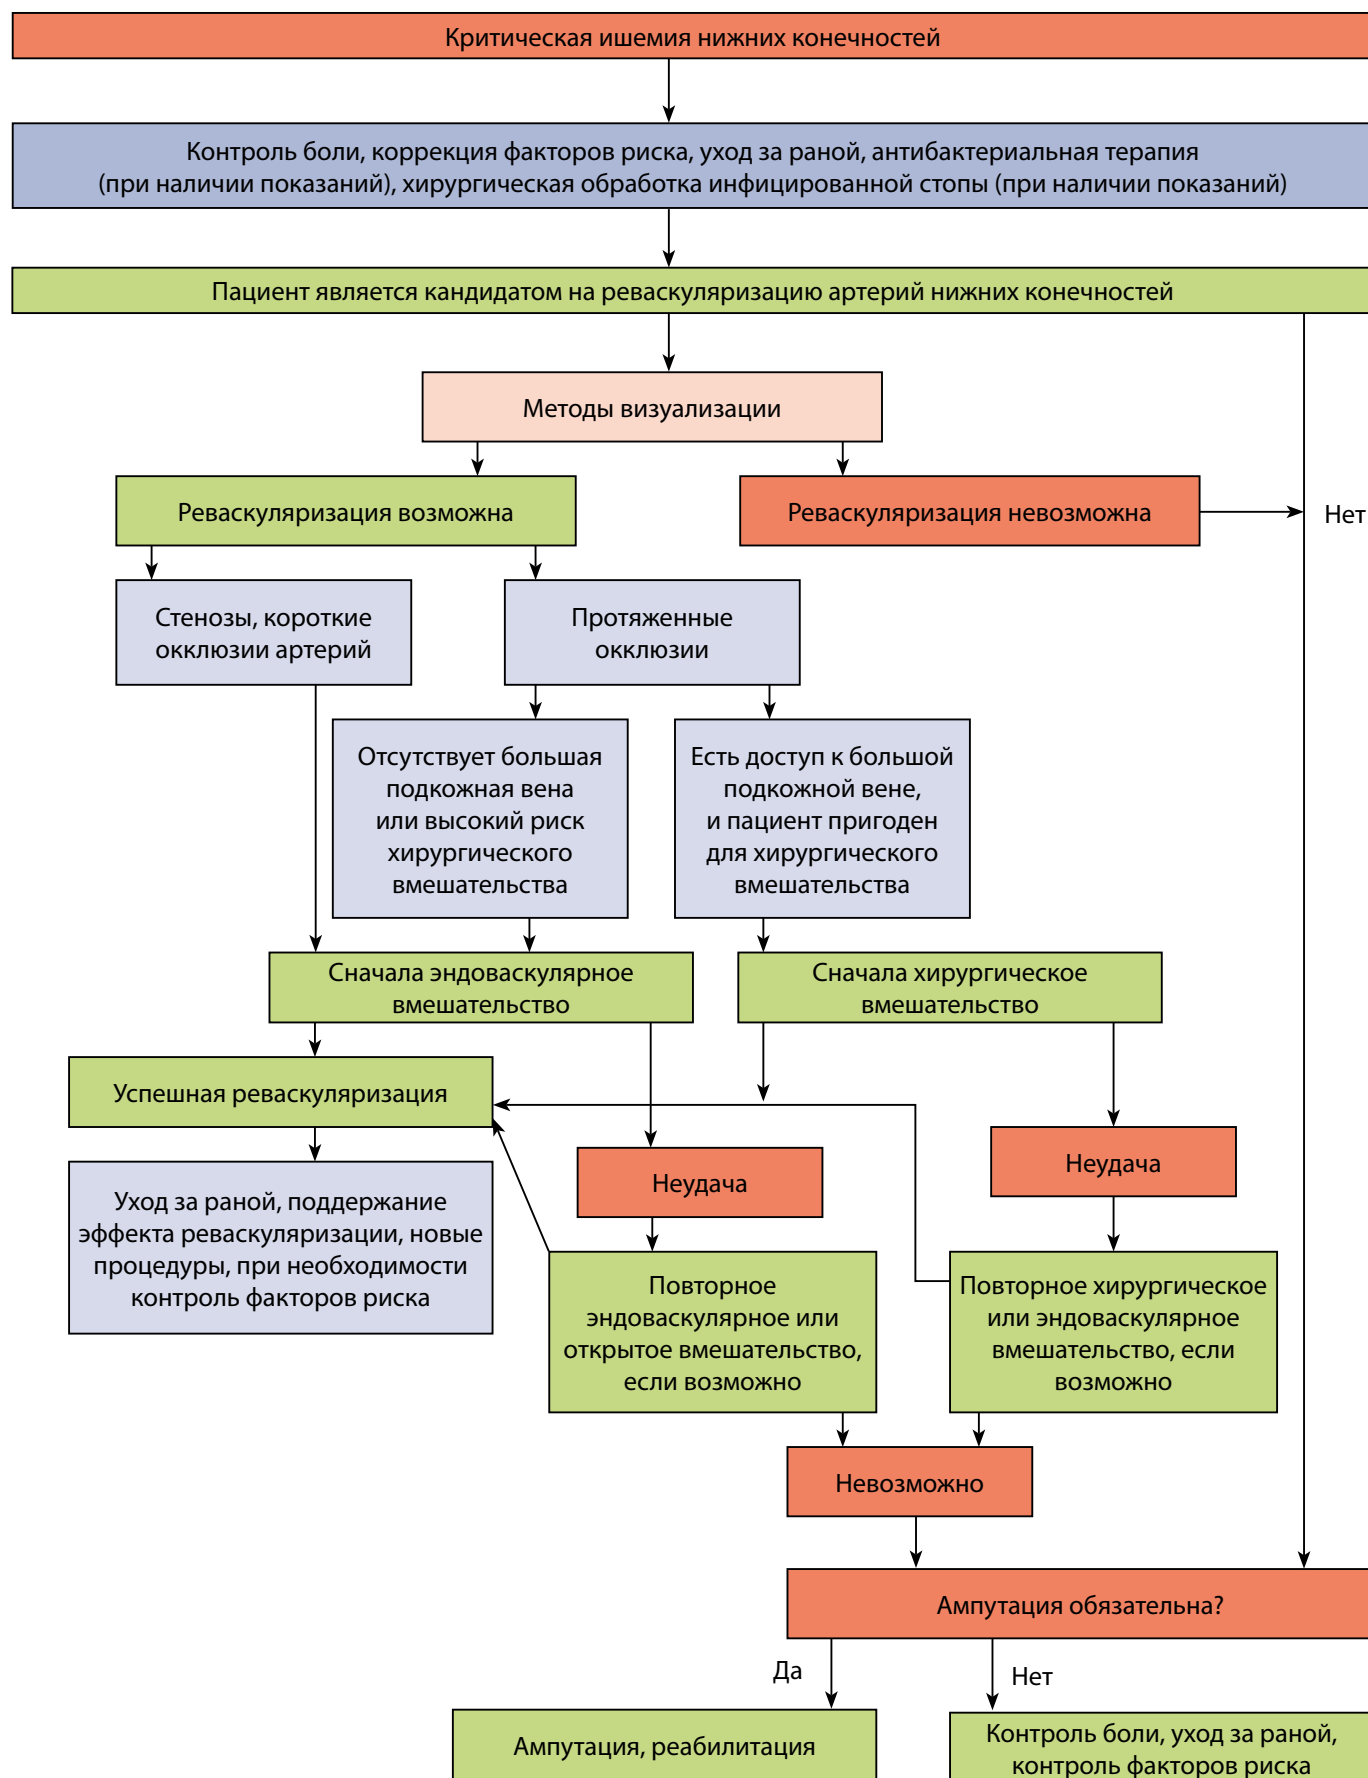 Критическая ишемия нижних конечностей
Контроль боли, коррекция факторов риска, уход за раной, антибактериальная терапия
(при наличии показаний), хирургическая обработка инфицированной стопы (при наличии показаний)
Пациент является кандидатом на реваскуляризацию артерий нижних конечностей
Методы визуализации
Реваскуляризация возможна
Реваскуляризация невозможна
Нет
Стенозы, короткие
окклюзии артерий
Протяженные
окклюзии
Отсутствует большая
подкожная вена
или высокий риск
хирургического
вмешательства
Есть доступ к большой
подкожной вене,
и пациент пригоден
для хирургического
вмешательства
Сначала эндоваскулярное
вмешательство
Сначала хирургическое
вмешательство
Успешная реваскуляризация
Неудача
Неудача
Уход за раной, поддержание
эффекта реваскуляризации, новые
процедуры, при необходимости
контроль факторов риска
Повторное
эндоваскулярное или
открытое вмешательство,
если возможно
Повторное хирургическое
или эндоваскулярное
вмешательство, если
возможно
Невозможно
Ампутация обязательна?
Да
Нет
Ампутация, реабилитация
Контроль боли, уход за раной,
контроль факторов риска